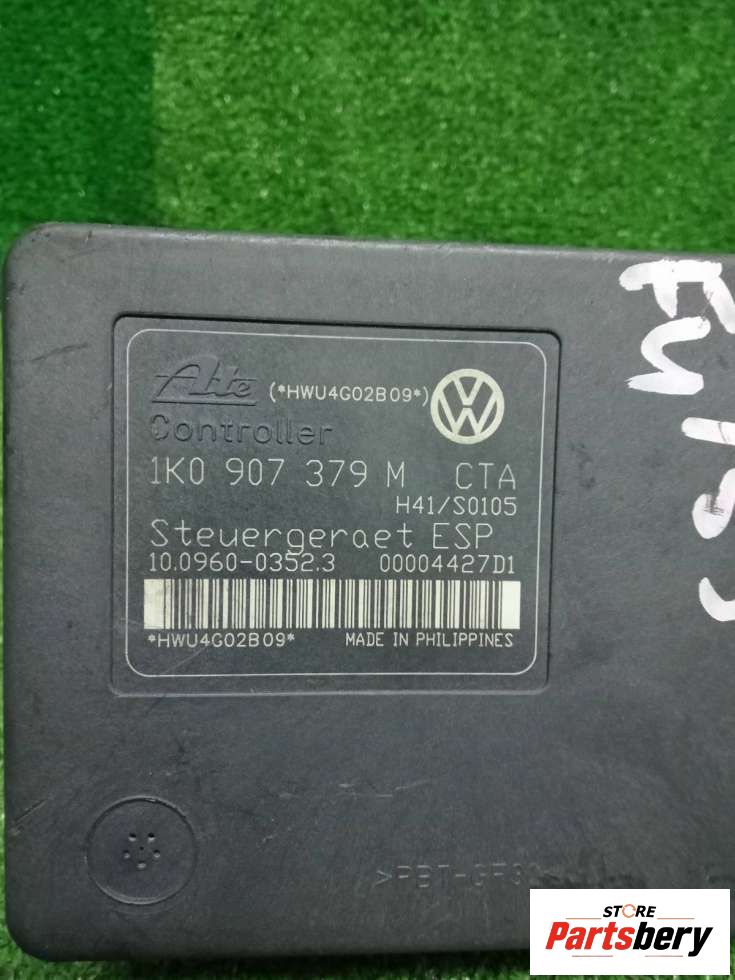 Ate (*HWU4G02B09*)
Controller
1K0 907 379 M CTA
H41/S0105
Steuergeraet ESP
10.0960-0352.3 00004427D1
*HWU4G02B09* MADE IN PHILIPPINES
STORE
Partsbery